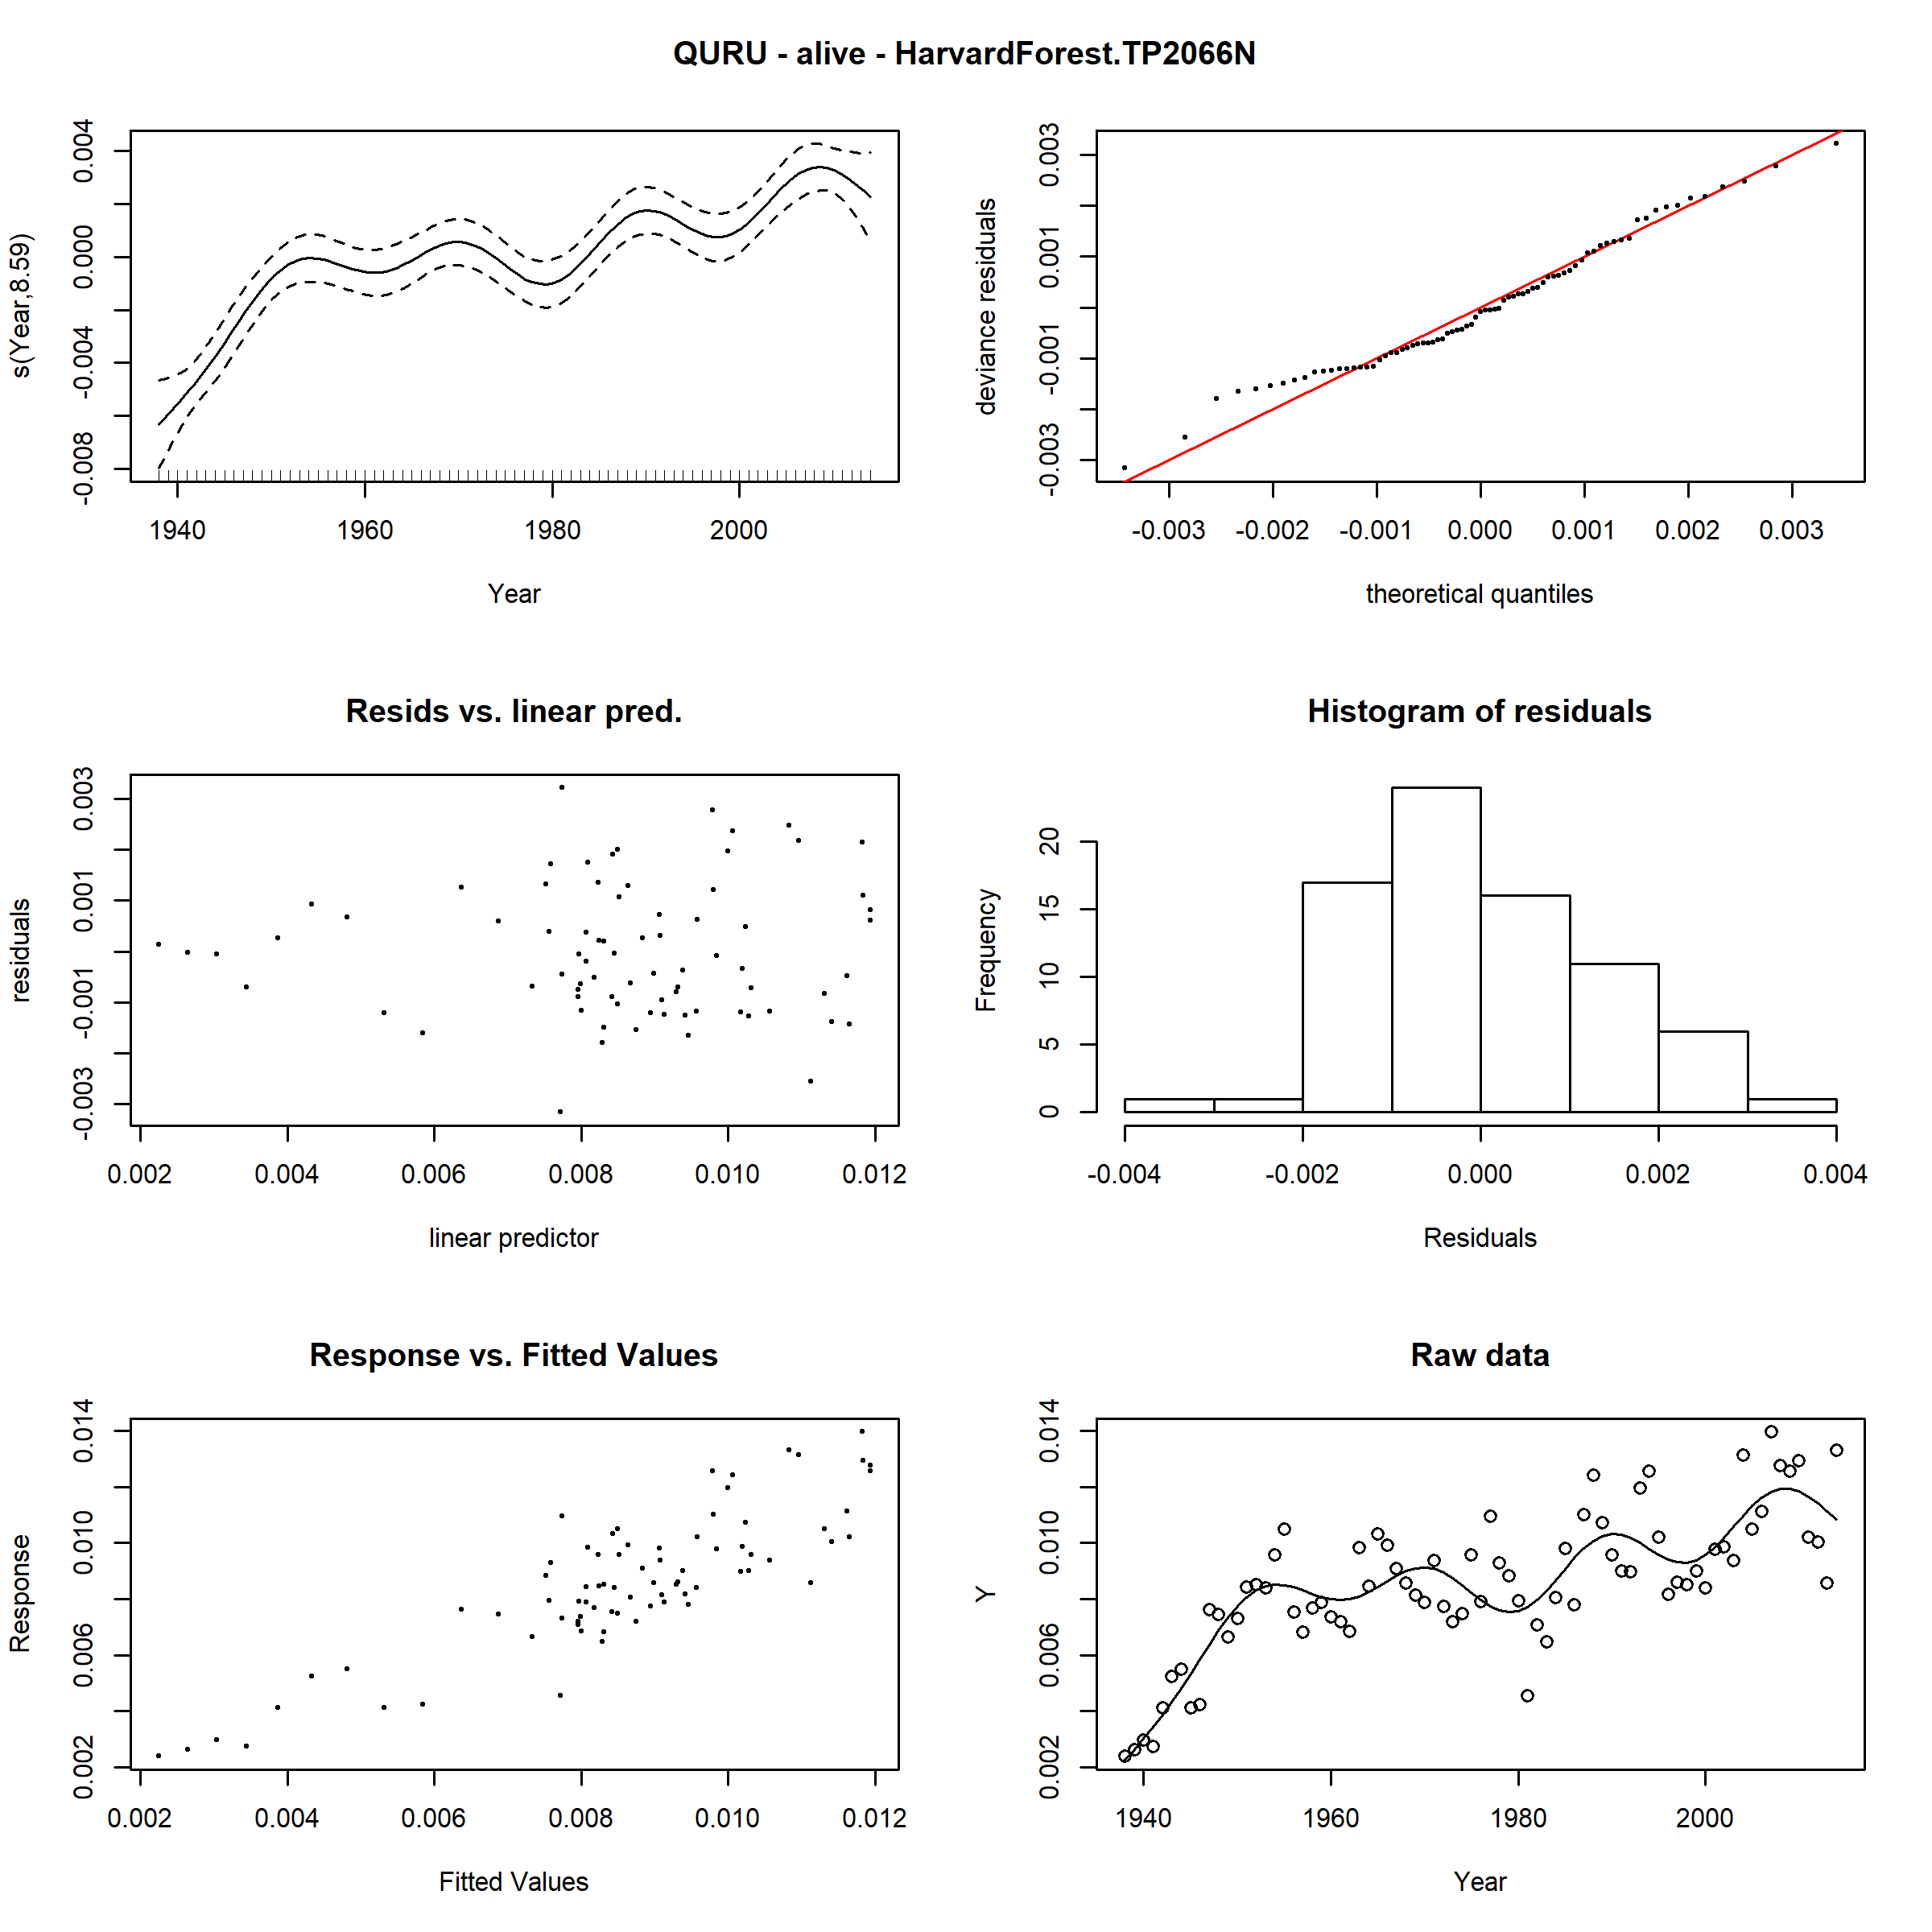 QURU - alive - HarvardForest.TP2066N
s(Year,8.59)
0.004
0.000
-0.004
-0.008
1940 1960 1980 2000
Year
deviance residuals
0.003
0.001
-0.001
-0.003
-0.003 -0.002 -0.001 0.000 0.001 0.002 0.003
theoretical quantiles
Resids vs. linear pred.
residuals
0.003
0.001
-0.001
-0.003
0.002 0.004 0.006 0.008 0.010 0.012
linear predictor
Histogram of residuals
Frequency
20
15
10
5
0
-0.004 -0.002 0.000 0.002 0.004
Residuals
Response vs. Fitted Values
Response
0.014
0.010
0.006
0.002
0.002 0.004 0.006 0.008 0.010 0.012
Fitted Values
Raw data
Y
0.014
0.010
0.006
0.002
1940 1960 1980 2000
Year